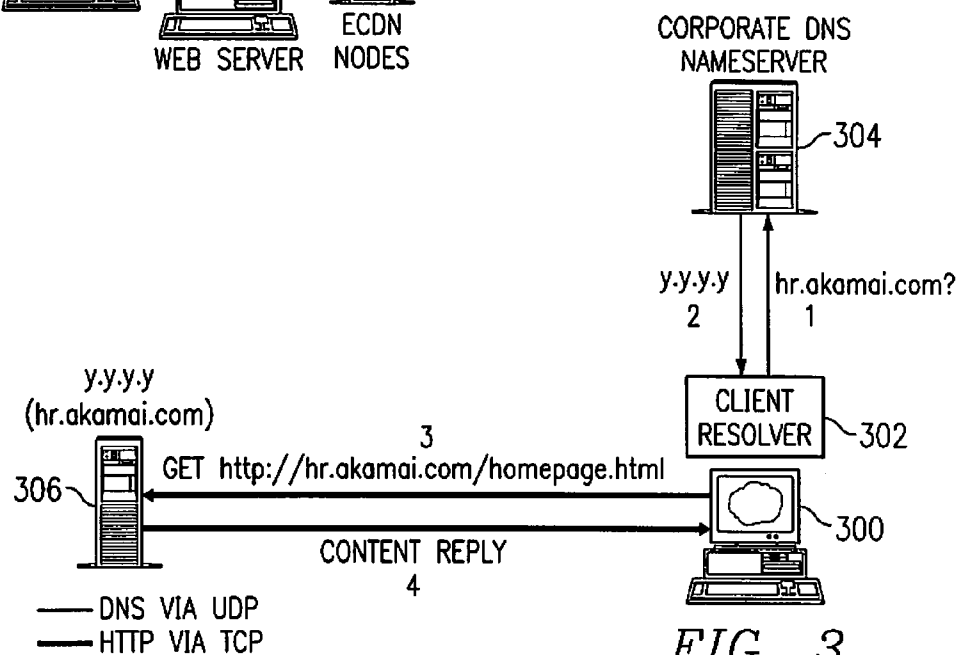 WEB SERVER
ECDN
NODES
CORPORATE DNS
NAMESERVER
304
y.y.y.y
2
hr.akamai.com?
1
CLIENT
RESOLVER
302
y.y.y.y
(hr.akamai.com)
306
3
GET http://hr.akamai.com/homepage.html
300
CONTENT REPLY
4
DNS VIA UDP
HTTP VIA TCP
FIG. 3